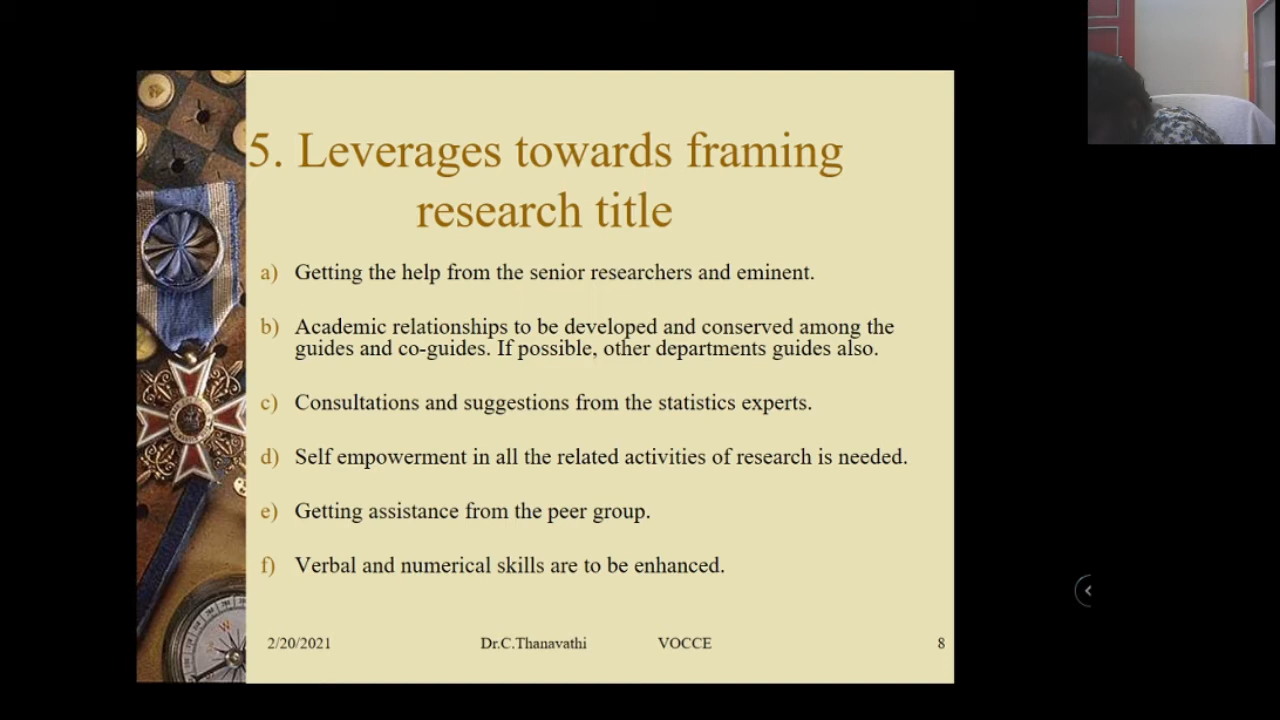 5. Leverages towards framing
research title
a) Getting the help from the senior researchers and eminent.
b) Academic relationships to be developed and conserved among the
guides and co-guides. If possible, other departments guides also.
c) Consultations and suggestions from the statistics experts.
d) Self empowerment in all the related activities of research is needed.
e) Getting assistance from the peer group.
f) Verbal and numerical skills are to be enhanced.
2/20/2021 Dr.C.Thanavathi VOCCE 8